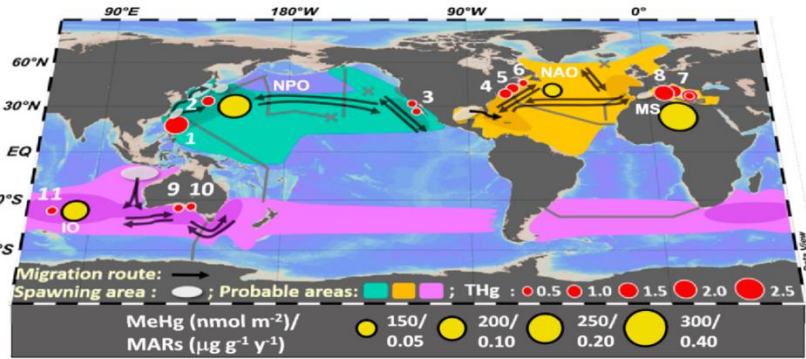 90°E 180°W 90°W 0°
60°N
NPO NAO
5 6
2 3 4 8 7
30°N
MS
1
EQ
11 9 10
0°S
IO
°S
Migration route:
Spawning area : ; Probable areas: ; THg : 0.5 1.0 1.5 2.0 2.5
MeHg (nmol m⁻²)/ 150/ 200/ 250/ 300/
MARs (µg g⁻¹ y⁻¹) 0.05 0.10 0.20 0.40